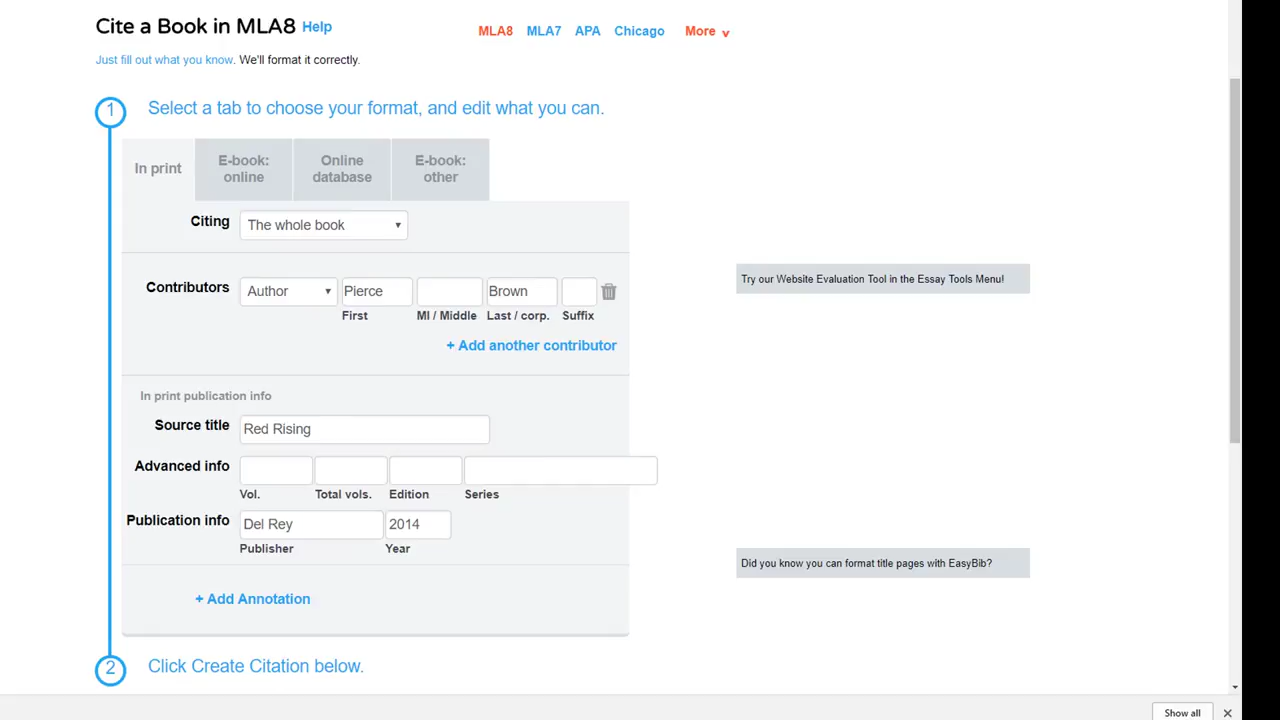 Cite a Book in MLA8 Help
MLA8 MLA7 APA Chicago More v
Just fill out what you know. We'll format it correctly.
1 Select a tab to choose your format, and edit what you can.
In print
E-book: online
Online database
E-book: other
Citing The whole book
Contributors Author Pierce Brown
First MI / Middle Last / corp. Suffix
+ Add another contributor
Try our Website Evaluation Tool in the Essay Tools Menu!
In print publication info
Source title Red Rising
Advanced info
Vol. Total vols. Edition Series
Publication info Del Rey 2014
Publisher Year
Did you know you can format title pages with EasyBib?
+ Add Annotation
2 Click Create Citation below.
Show all